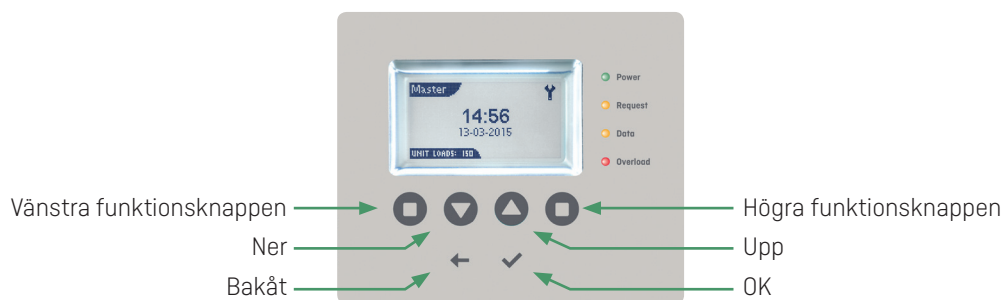 Master
14:56
13-03-2015
UNIT LOADS: 150
Power
Request
Data
Overload
Vänstra funktionsknappen
Högra funktionsknappen
Ner
Upp
Bakåt
OK